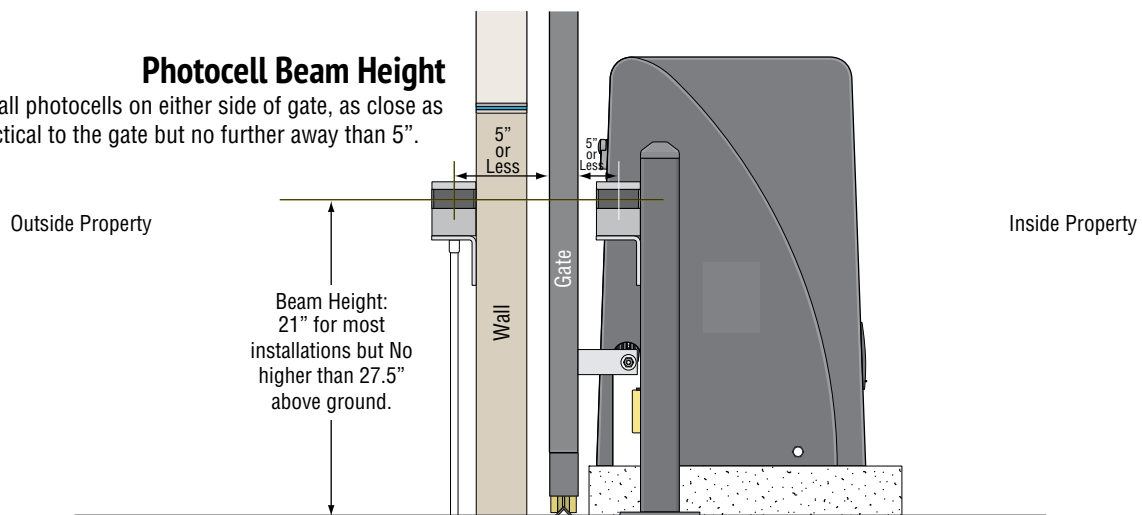 Photocell Beam Height
all photocells on either side of gate, as close as
ctical to the gate but no further away than 5”.
5”
or
Less
5”
or
Less
Outside Property
Inside Property
Gate
Wall
Beam Height:
21” for most
installations but No
higher than 27.5”
above ground.